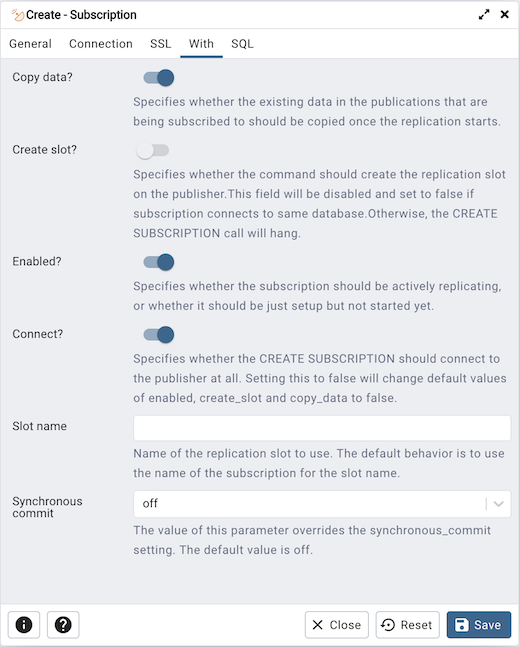 Create - Subscription
General Connection SSL With SQL
Copy data?
Specifies whether the existing data in the publications that are
being subscribed to should be copied once the replication starts.
Create slot?
Specifies whether the command should create the replication slot
on the publisher.This field will be disabled and set to false if
subscription connects to same database.Otherwise, the CREATE
SUBSCRIPTION call will hang.
Enabled?
Specifies whether the subscription should be actively replicating,
or whether it should be just setup but not started yet.
Connect?
Specifies whether the CREATE SUBSCRIPTION should connect to
the publisher at all. Setting this to false will change default values
of enabled, create_slot and copy_data to false.
Slot name
Name of the replication slot to use. The default behavior is to use
the name of the subscription for the slot name.
Synchronous
commit
off
The value of this parameter overrides the synchronous_commit
setting. The default value is off.
Close Reset Save